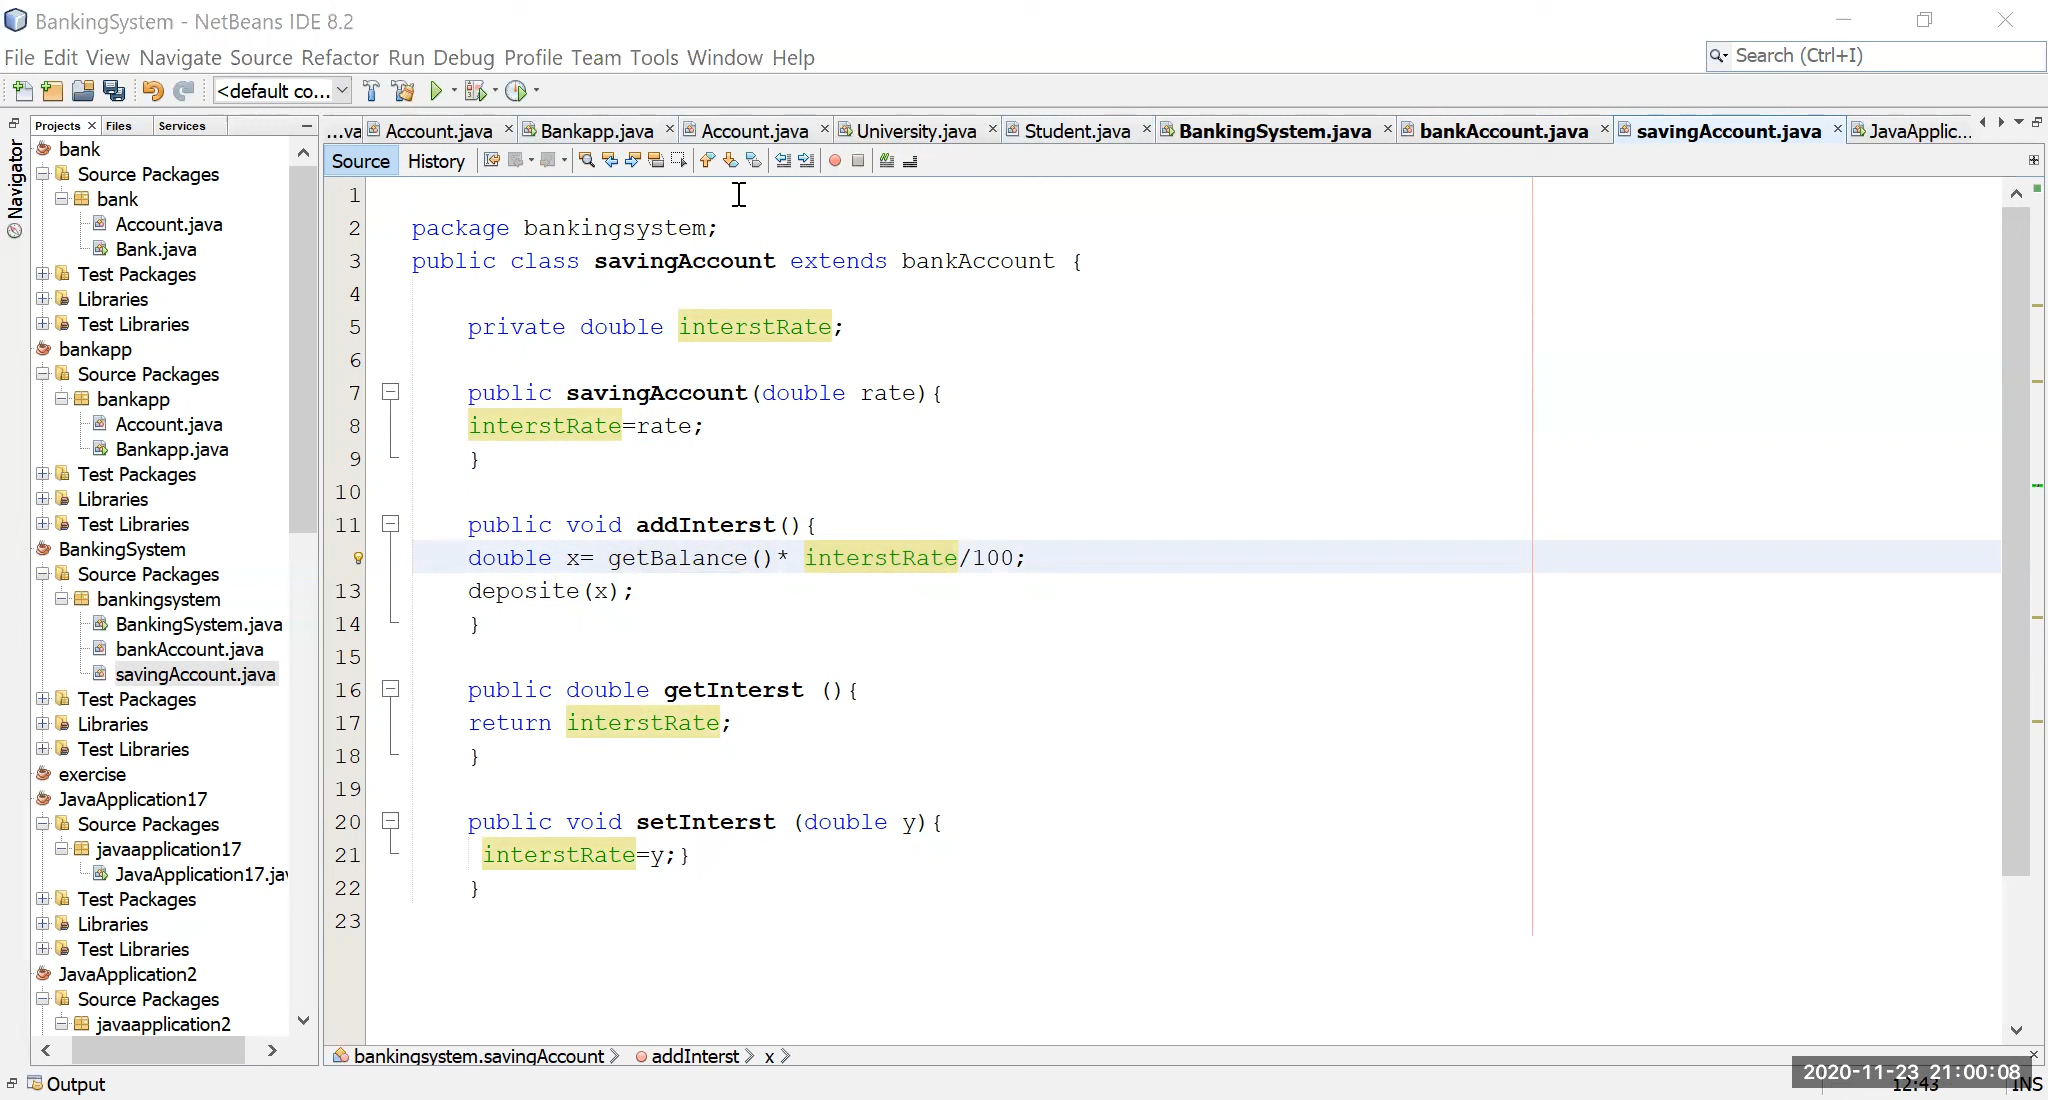 BankingSystem - NetBeans IDE 8.2
File Edit View Navigate Source Refactor Run Debug Profile Team Tools Window Help
Search (Ctrl+I)
<default co...
Projects Files Services
...va Account.java Bankapp.java Account.java University.java Student.java BankingSystem.java bankAccount.java savingAccount.java JavaApplic...
Navigator
Source History
bank
Source Packages
bank
Account.java
Bank.java
Test Packages
Libraries
Test Libraries
bankapp
Source Packages
bankapp
Account.java
Bankapp.java
Test Packages
Libraries
Test Libraries
BankingSystem
Source Packages
bankingsystem
BankingSystem.java
bankAccount.java
savingAccount.java
Test Packages
Libraries
Test Libraries
exercise
JavaApplication17
Source Packages
javaapplication17
JavaApplication17.jav
Test Packages
Libraries
Test Libraries
JavaApplication2
Source Packages
javaapplication2
1
2 package bankingsystem;
3 public class savingAccount extends bankAccount {
4
5 private double interstRate;
6
7 public savingAccount(double rate){
8 interstRate=rate;
9 }
10
11 public void addInterst(){
double x= getBalance()* interstRate/100;
13 deposite(x);
14 }
15
16 public double getInterst (){
17 return interstRate;
18 }
19
20 public void setInterst (double y){
21 interstRate=y;}
22 }
23
bankingsystem.savingAccount addInterst x
Output
2020-11-23 21:00:08
12:43 INS